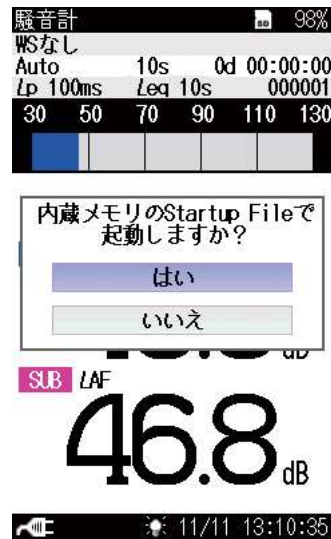 騒音計 SD 98%
WSなし
Auto 10s 0d 00:00:00
Lp 100ms Leq 10s 000001
30 50 70 90 110 130
内蔵メモリのStartup Fileで
起動しますか?
はい
いいえ
dB
SUB LAF
46.8 dB
11/11 13:10:35